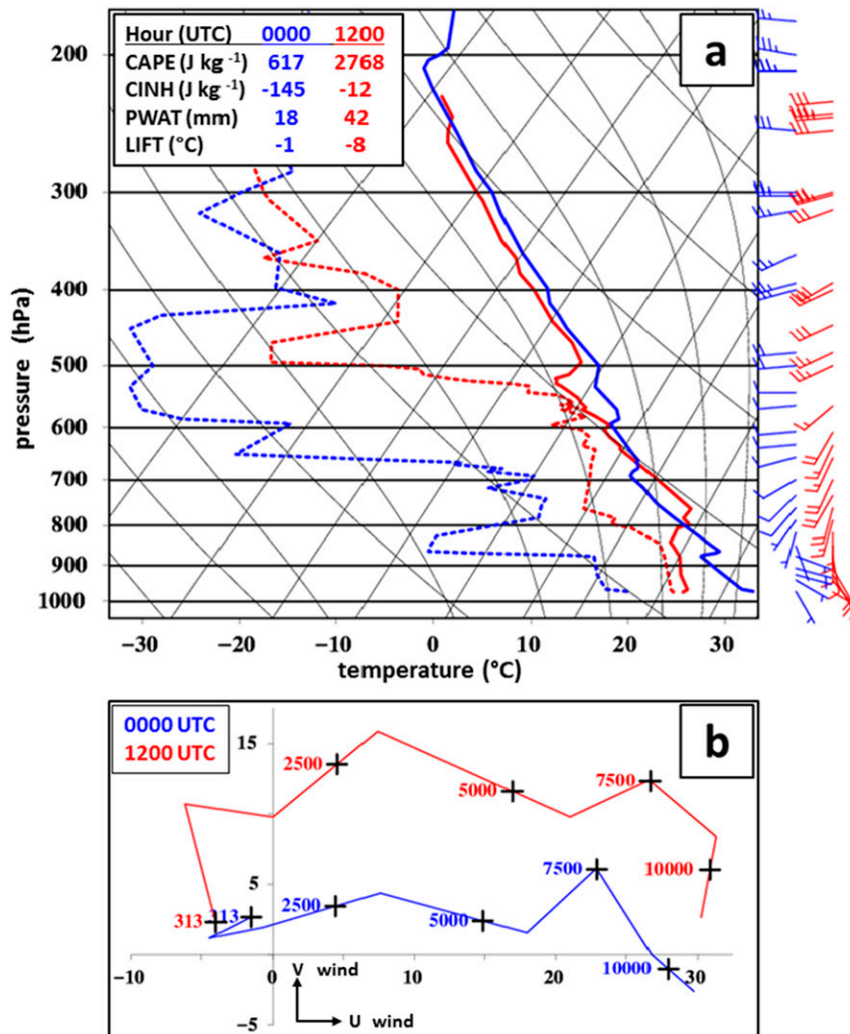 Hour (UTC) 0000 1200
CAPE (J kg -1) 617 2768
CINH (J kg -1) -145 -12
PWAT (mm) 18 42
LIFT (°C) -1 -8
a
200
300
400
500
600
700
800
900
1000
pressure (hPa)
−30 −20 −10 0 10 20 30
temperature (°C)
0000 UTC
1200 UTC
b
15
2500
5000
7500
10000
313
5
313
2500
5000
7500
10000
−10 0 10 20 30
V wind
U wind
−5